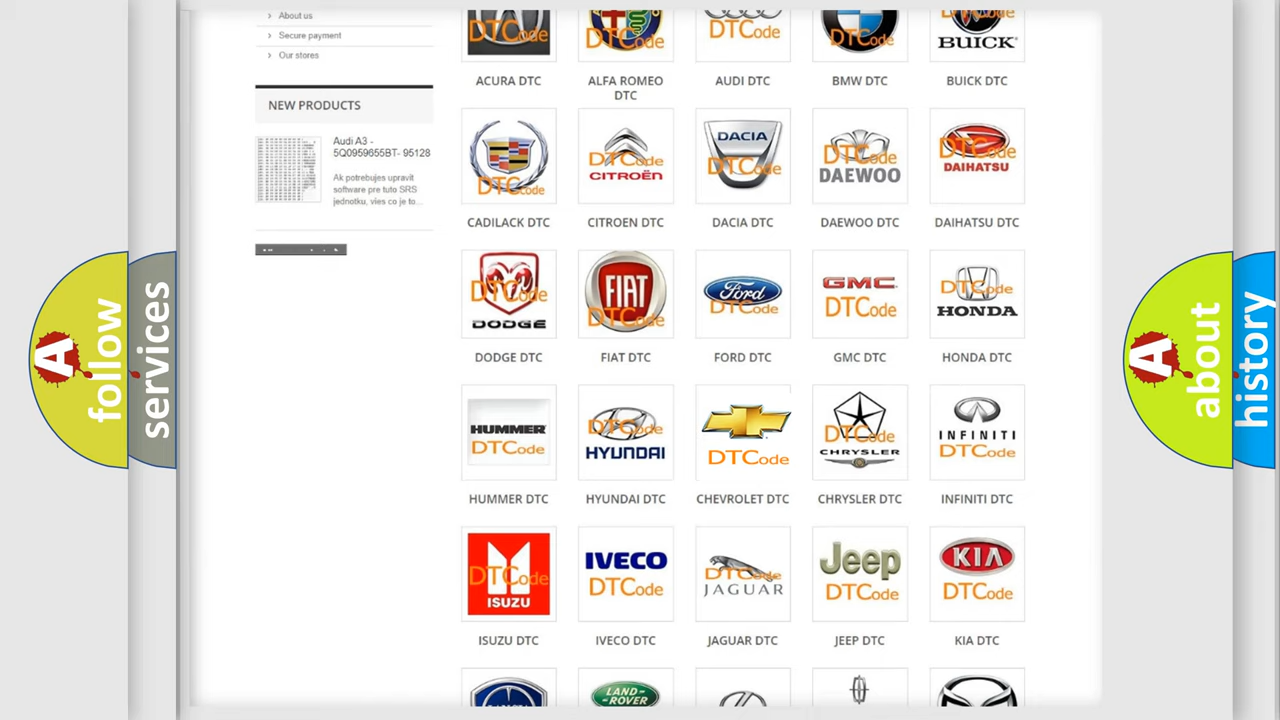 About us
Secure payment
Our stores
NEW PRODUCTS
Audi A3 -
5Q0959655BT- 95128
Ak potrebujes upravit
software pre tuto SRS
jednotku, vies co je to...
DTCode
DTCode
DTCode
DTCode
BUICK
ACURA DTC
ALFA ROMEO
DTC
AUDI DTC
BMW DTC
BUICK DTC
DTCode
DTCode
CITROËN
DACIA
DTCode
DTCode
DAEWOO
DTCode
DAIHATSU
CADILACK DTC
CITROEN DTC
DACIA DTC
DAEWOO DTC
DAIHATSU DTC
DTCode
DODGE
FIAT
DTCode
Ford
DTCode
GMC
DTCode
DTCode
HONDA
DODGE DTC
FIAT DTC
FORD DTC
GMC DTC
HONDA DTC
HUMMER
DTCode
DTCode
HYUNDAI
DTCode
DTCode
CHRYSLER
INFINITI
DTCode
HUMMER DTC
HYUNDAI DTC
CHEVROLET DTC
CHRYSLER DTC
INFINITI DTC
DTCode
ISUZU
IVECO
DTCode
DTCode
JAGUAR
Jeep
DTCode
KIA
DTCode
ISUZU DTC
IVECO DTC
JAGUAR DTC
JEEP DTC
KIA DTC
LAND-
ROVER
A
follow
services
A
about
history